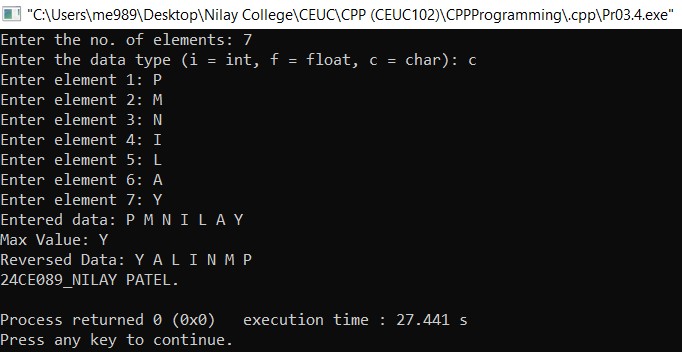 "C:\Users\me989\Desktop\Nilay College\CEUC\CPP (CEUC102)\CPPProgramming\.cpp\Pr03.4.exe"
Enter the no. of elements: 7
Enter the data type (i = int, f = float, c = char): c
Enter element 1: P
Enter element 2: M
Enter element 3: N
Enter element 4: I
Enter element 5: L
Enter element 6: A
Enter element 7: Y
Entered data: P M N I L A Y
Max Value: Y
Reversed Data: Y A L I N M P
24CE089_NILAY PATEL.
Process returned 0 (0x0)   execution time : 27.441 s
Press any key to continue.